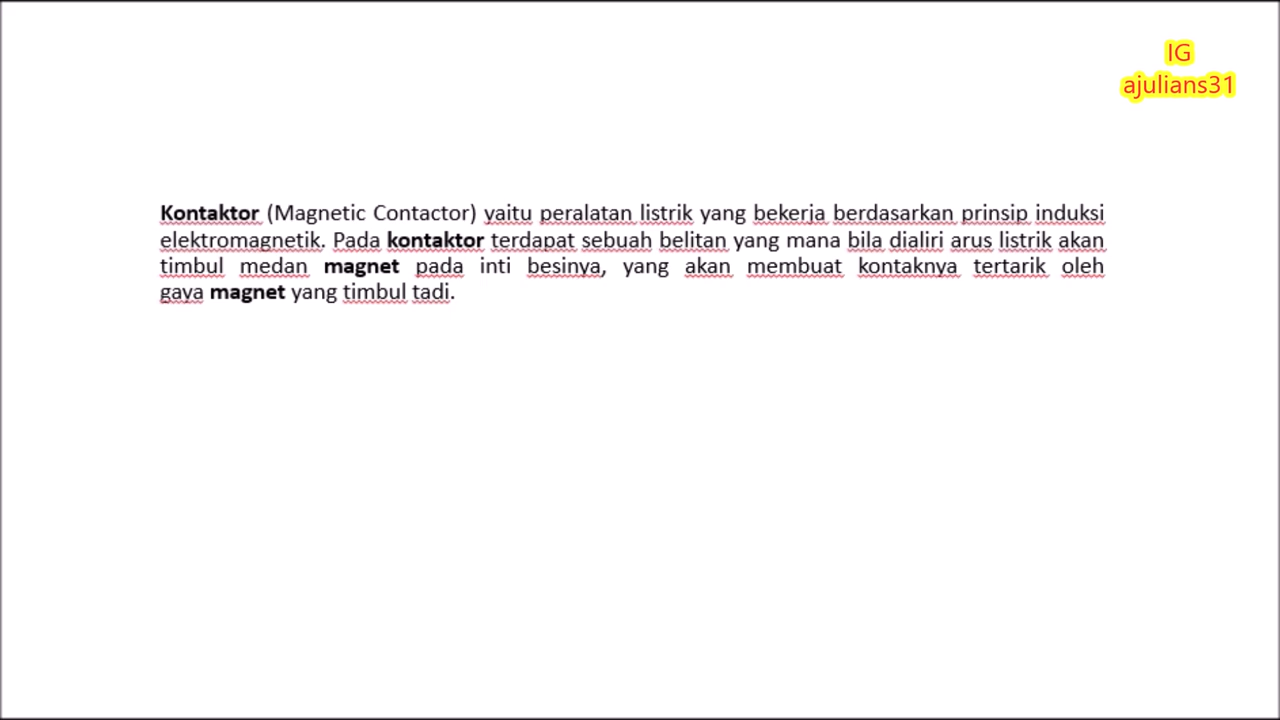 IG
ajulians31
Kontaktor (Magnetic Contactor) yaitu peralatan listrik yang bekerja berdasarkan prinsip induksi
elektromagnetik. Pada kontaktor terdapat sebuah belitan yang mana bila dialiri arus listrik akan
timbul medan magnet pada inti besinya, yang akan membuat kontaknya tertarik oleh
gaya magnet yang timbul tadi.